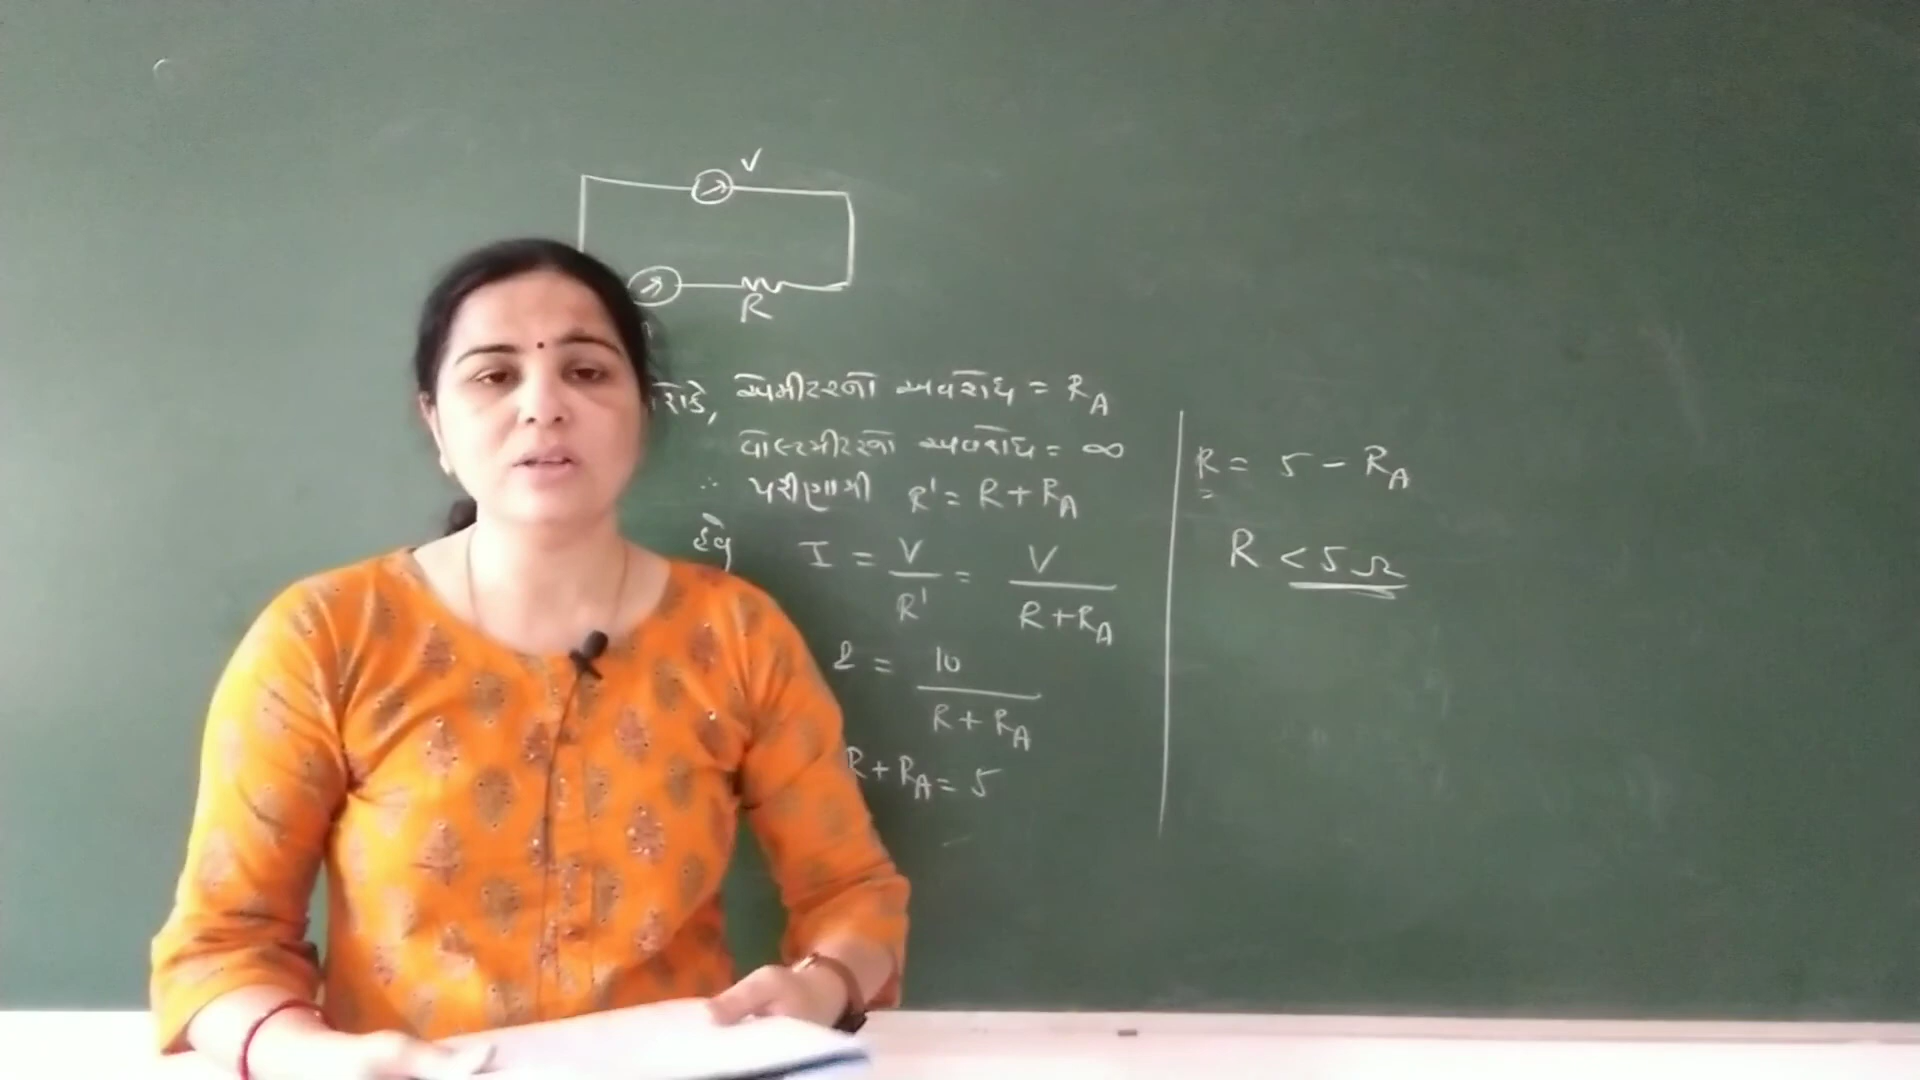 V
R
એમીટરનો અવરોધ = R_A
વોલ્ટમીટરનો અવરોધ = ∞
∴ પરીણામી R' = R + R_A
હવે I = V/R' = V/(R + R_A)
2 = 10/(R + R_A)
R + R_A = 5
R = 5 - R_A
R < 5 Ω